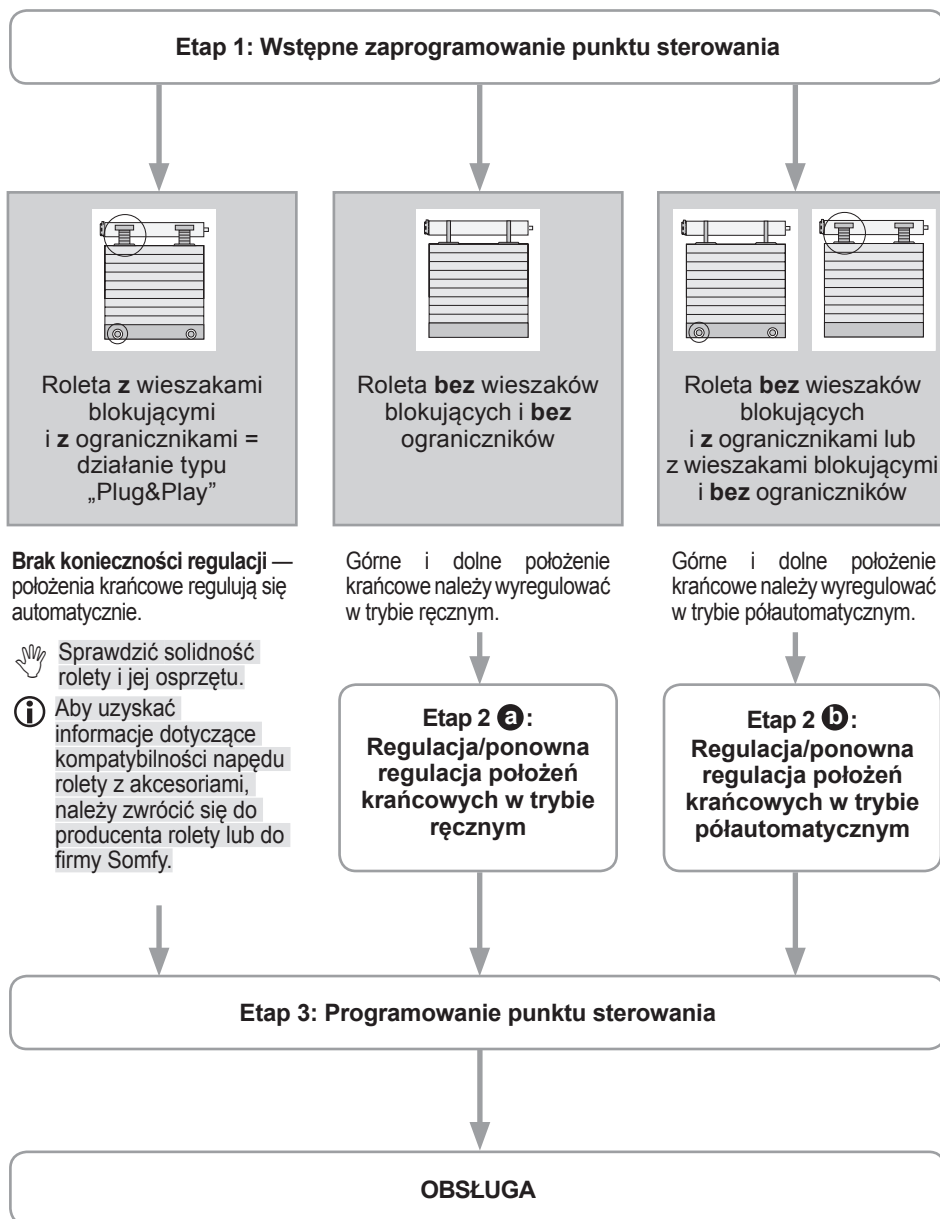 Etap 1: Wstępne zaprogramowanie punktu sterowania
Roleta z wieszakami
blokującymi
i z ogranicznikami =
działanie typu
„Plug&Play”
Roleta bez wieszaków
blokujących i bez
ograniczników
Roleta bez wieszaków
blokujących
i z ogranicznikami lub
z wieszakami blokującymi
i bez ograniczników
Brak konieczności regulacji —
położenia krańcowe regulują się
automatycznie.
Sprawdzić solidność
rolety i jej osprzętu.
Aby uzyskać
informacje dotyczące
kompatybilności napędu
rolety z akcesoriami,
należy zwrócić się do
producenta rolety lub do
firmy Somfy.
Górne i dolne położenie
krańcowe należy wyregulować
w trybie ręcznym.
Etap 2 a:
Regulacja/ponowna
regulacja położeń
krańcowych w trybie
ręcznym
Górne i dolne położenie
krańcowe należy wyregulować
w trybie półautomatycznym.
Etap 2 b:
Regulacja/ponowna
regulacja położeń
krańcowych w trybie
półautomatycznym
Etap 3: Programowanie punktu sterowania
OBSŁUGA